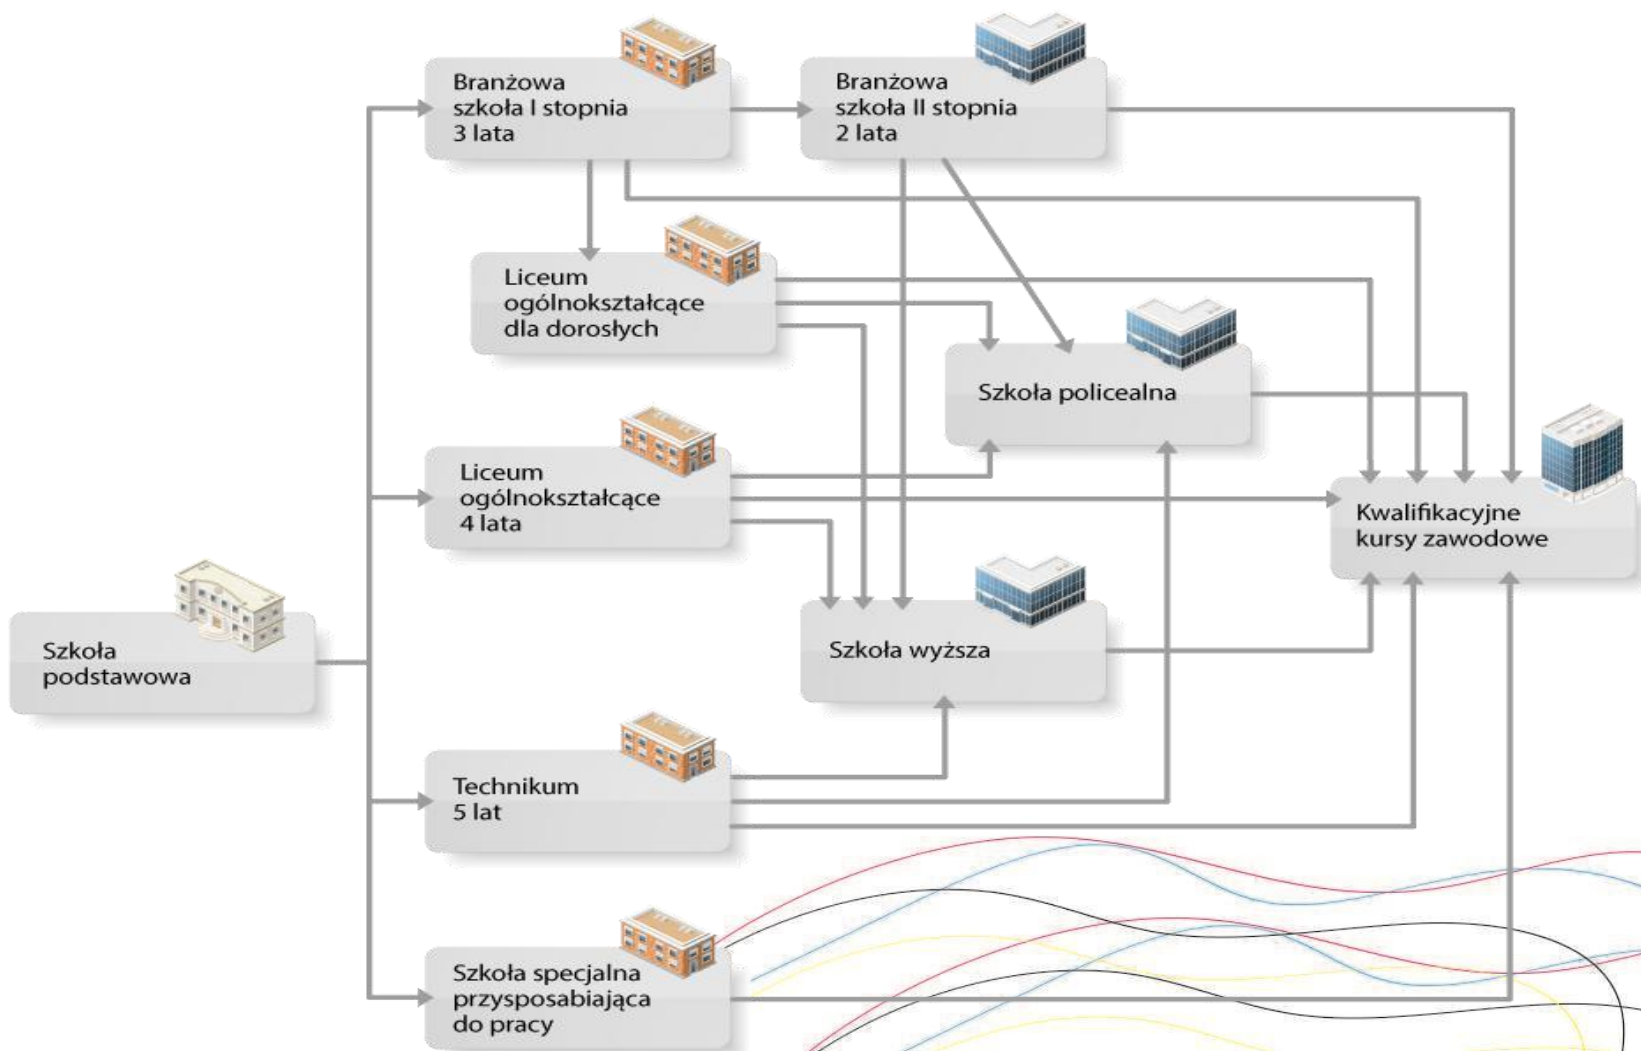 Branżowa
szkoła I stopnia
3 lata
Branżowa
szkoła II stopnia
2 lata
Liceum
ogólnokształcące
dla dorosłych
Szkoła policealna
Liceum
ogólnokształcące
4 lata
Kwalifikacyjne
kursy zawodowe
Szkoła
podstawowa
Szkoła wyższa
Technikum
5 lat
Szkoła specjalna
przysposabiająca
do pracy